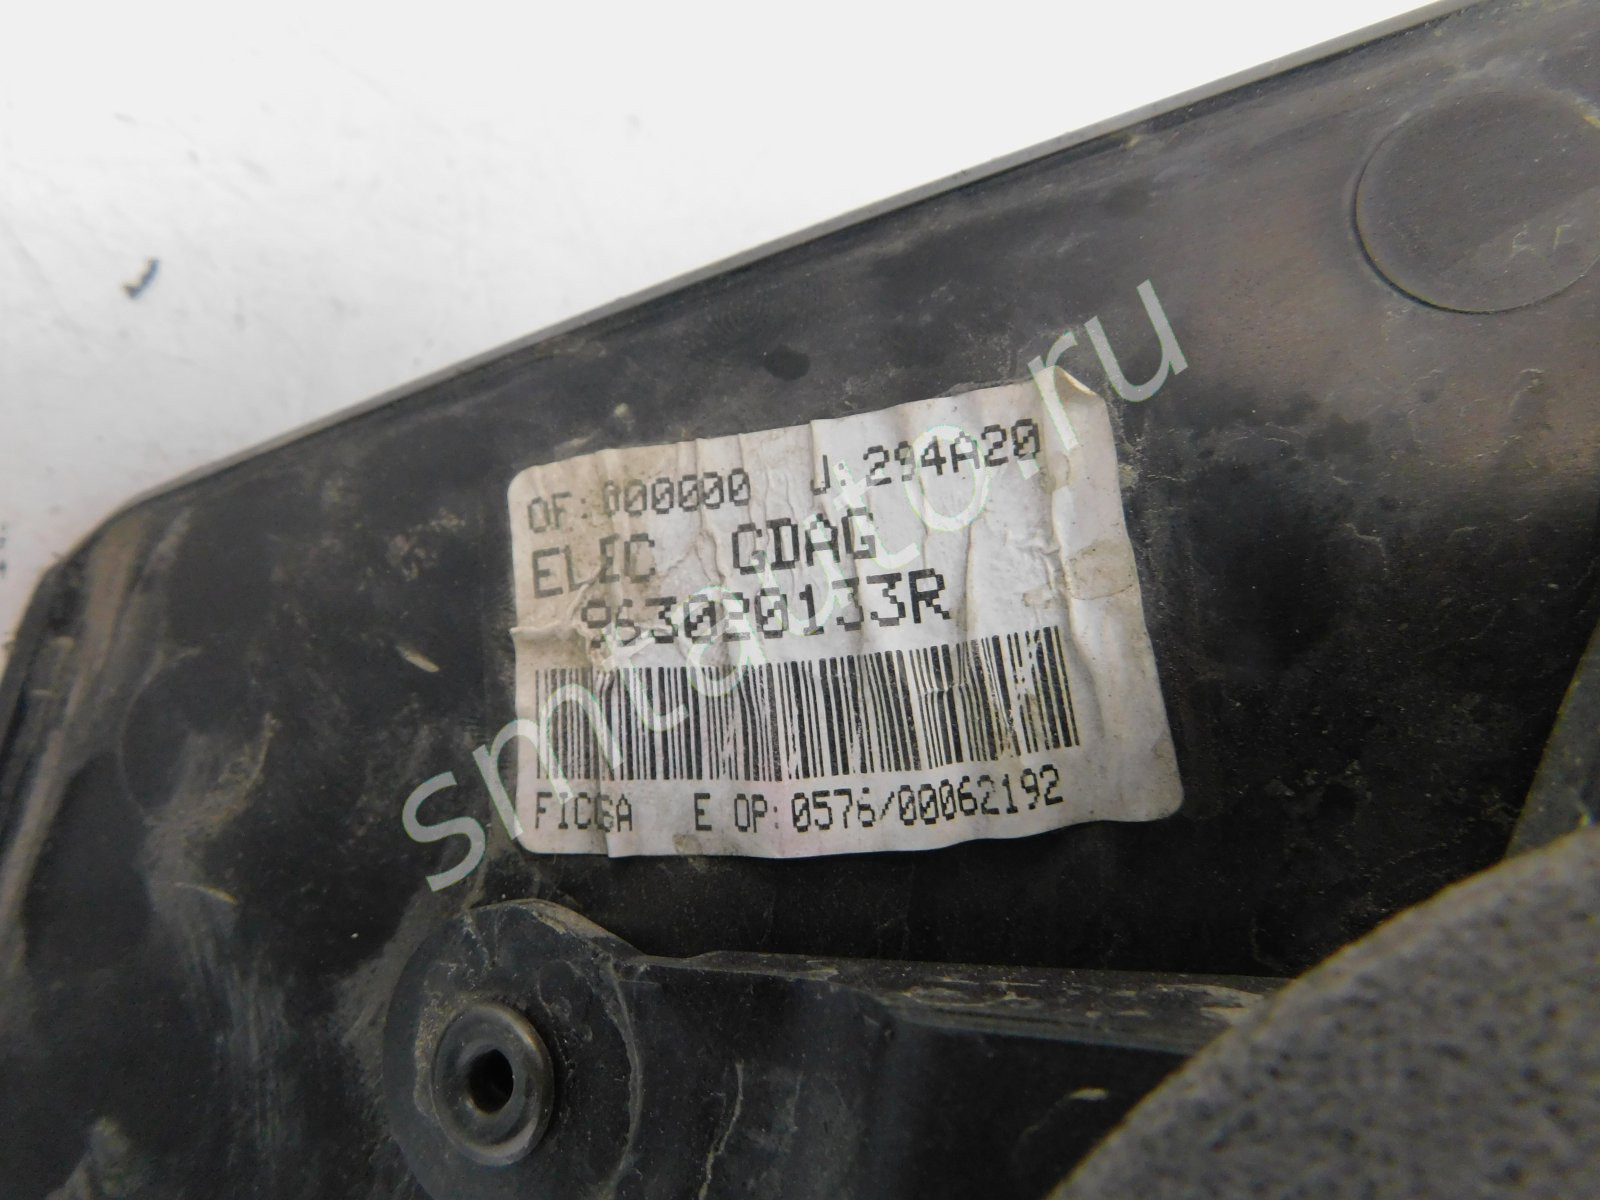 OF:000000 J:294A20
ELEC GDAG
963020133R
FICOSA E OP:0576/00062192
smtauto.ru